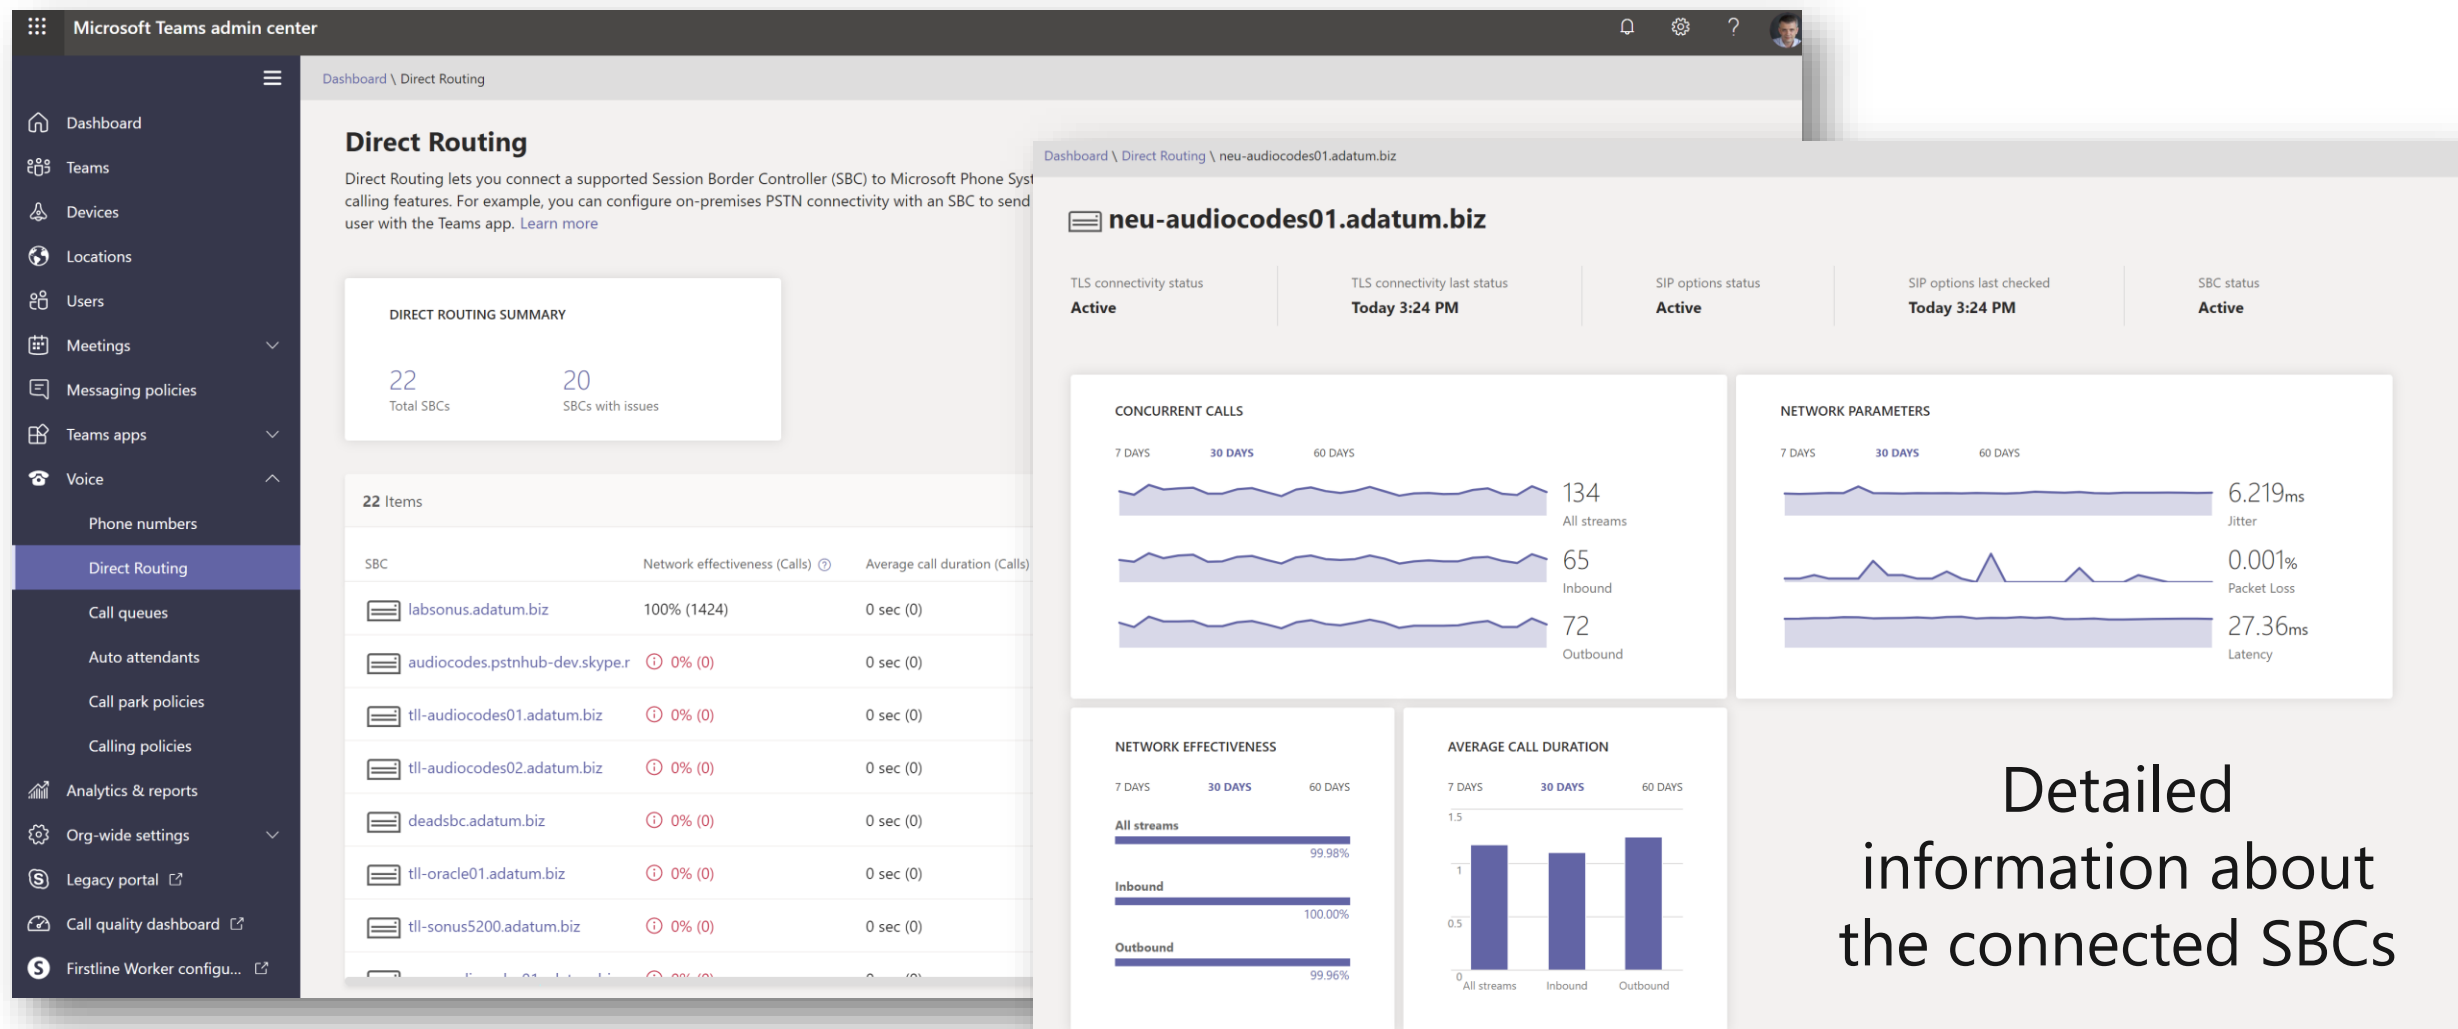 Microsoft Teams admin center
Dashboard
Teams
Devices
Locations
Users
Meetings
Messaging policies
Teams apps
Voice
Phone numbers
Direct Routing
Call queues
Auto attendants
Call park policies
Calling policies
Analytics & reports
Org-wide settings
Legacy portal
Call quality dashboard
Firstline Worker configu...
Dashboard \ Direct Routing
Direct Routing
Direct Routing lets you connect a supported Session Border Controller (SBC) to Microsoft Phone Syst
calling features. For example, you can configure on-premises PSTN connectivity with an SBC to send
user with the Teams app. Learn more
DIRECT ROUTING SUMMARY
22
Total SBCs
20
SBCs with issues
22 Items
SBC Network effectiveness (Calls) Average call duration (Calls)
labsonus.adatum.biz 100% (1424) 0 sec (0)
audiocodes.pstnhub-dev.skype.r 0% (0) 0 sec (0)
tll-audiocodes01.adatum.biz 0% (0) 0 sec (0)
tll-audiocodes02.adatum.biz 0% (0) 0 sec (0)
deadsbc.adatum.biz 0% (0) 0 sec (0)
tll-oracle01.adatum.biz 0% (0) 0 sec (0)
tll-sonus5200.adatum.biz 0% (0) 0 sec (0)
Dashboard \ Direct Routing \ neu-audiocodes01.adatum.biz
neu-audiocodes01.adatum.biz
TLS connectivity status
Active
TLS connectivity last status
Today 3:24 PM
SIP options status
Active
SIP options last checked
Today 3:24 PM
SBC status
Active
CONCURRENT CALLS
7 DAYS 30 DAYS 60 DAYS
134
All streams
65
Inbound
72
Outbound
NETWORK PARAMETERS
7 DAYS 30 DAYS 60 DAYS
6.219ms
Jitter
0.001%
Packet Loss
27.36ms
Latency
NETWORK EFFECTIVENESS
7 DAYS 30 DAYS 60 DAYS
All streams
99.98%
Inbound
100.00%
Outbound
99.96%
AVERAGE CALL DURATION
7 DAYS 30 DAYS 60 DAYS
1.5
1
0.5
0
All streams Inbound Outbound
Detailed
information about
the connected SBCs